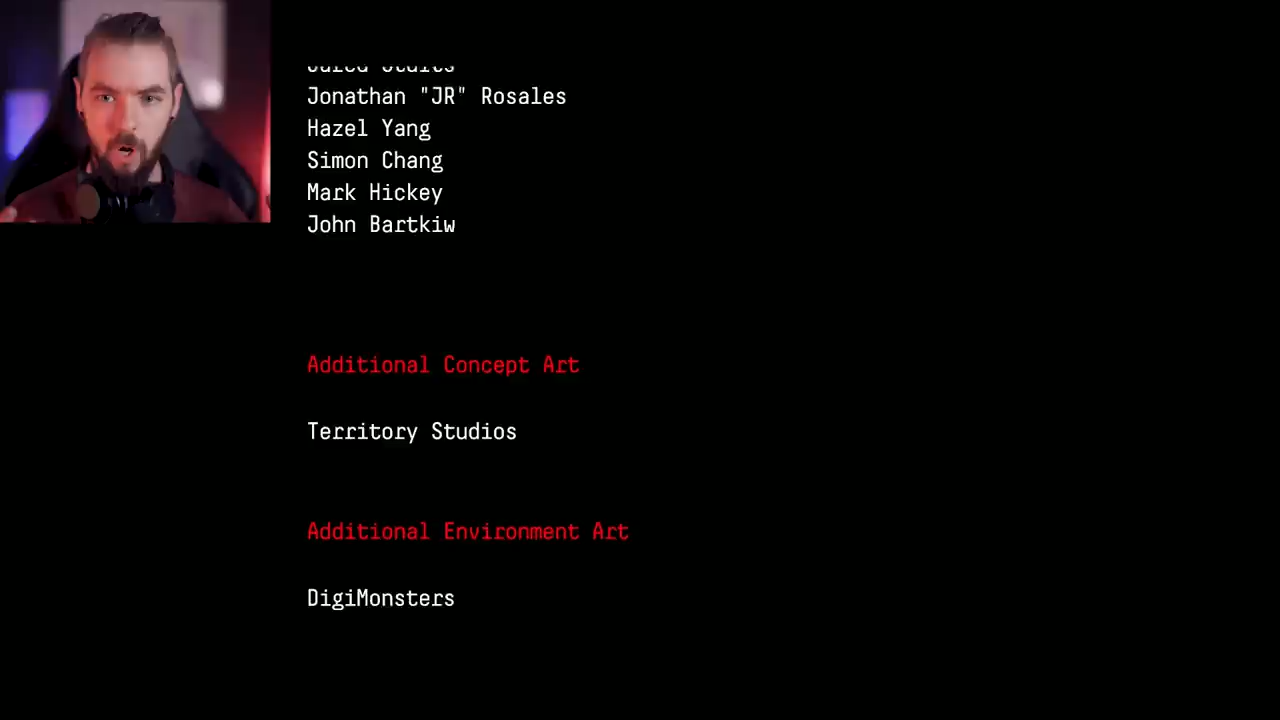 Jonathan "JR" Rosales
Hazel Yang
Simon Chang
Mark Hickey
John Bartkiw
Additional Concept Art
Territory Studios
Additional Environment Art
DigiMonsters